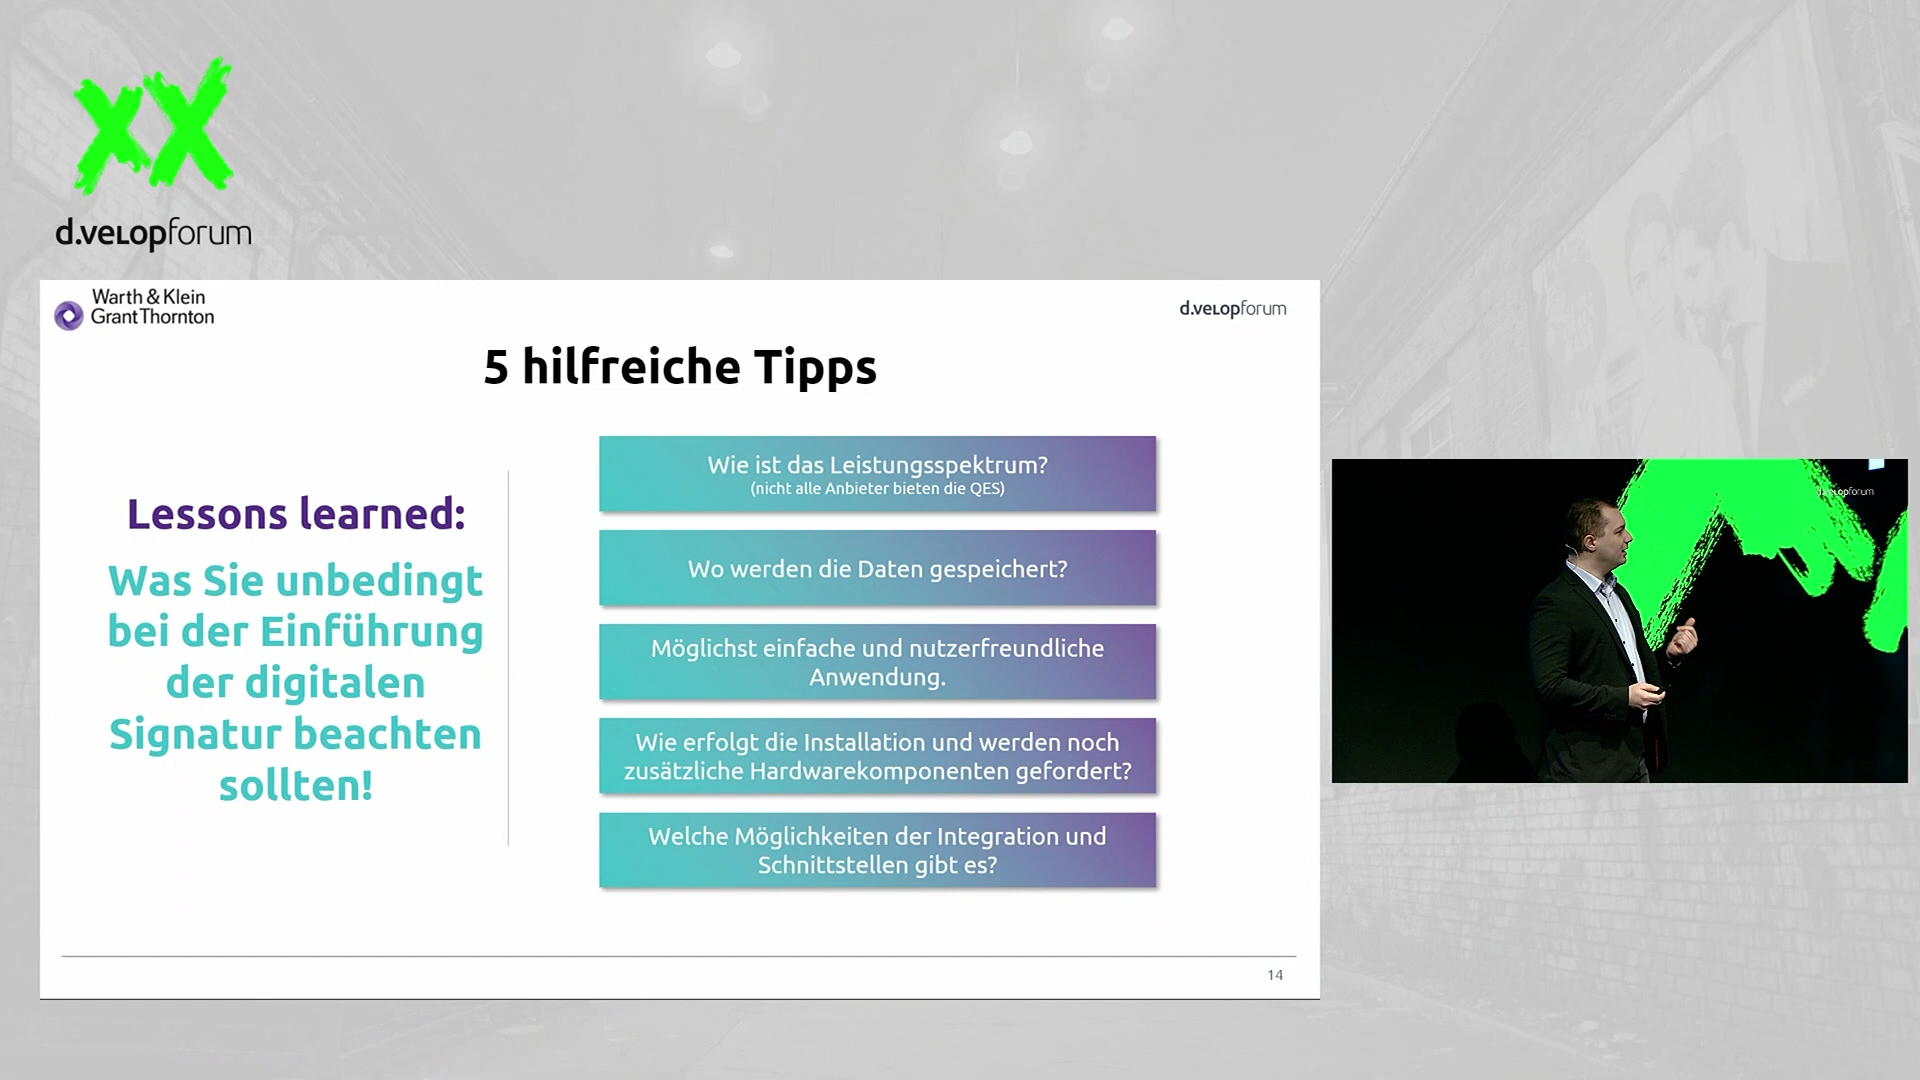 xx
d.velopforum
Warth & Klein
Grant Thornton
d.velopforum
5 hilfreiche Tipps
Lessons learned:
Was Sie unbedingt
bei der Einführung
der digitalen
Signatur beachten
sollten!
Wie ist das Leistungsspektrum?
(nicht alle Anbieter bieten die QES)
Wo werden die Daten gespeichert?
Möglichst einfache und nutzerfreundliche
Anwendung.
Wie erfolgt die Installation und werden noch
zusätzliche Hardwarekomponenten gefordert?
Welche Möglichkeiten der Integration und
Schnittstellen gibt es?
14
d.velopforum